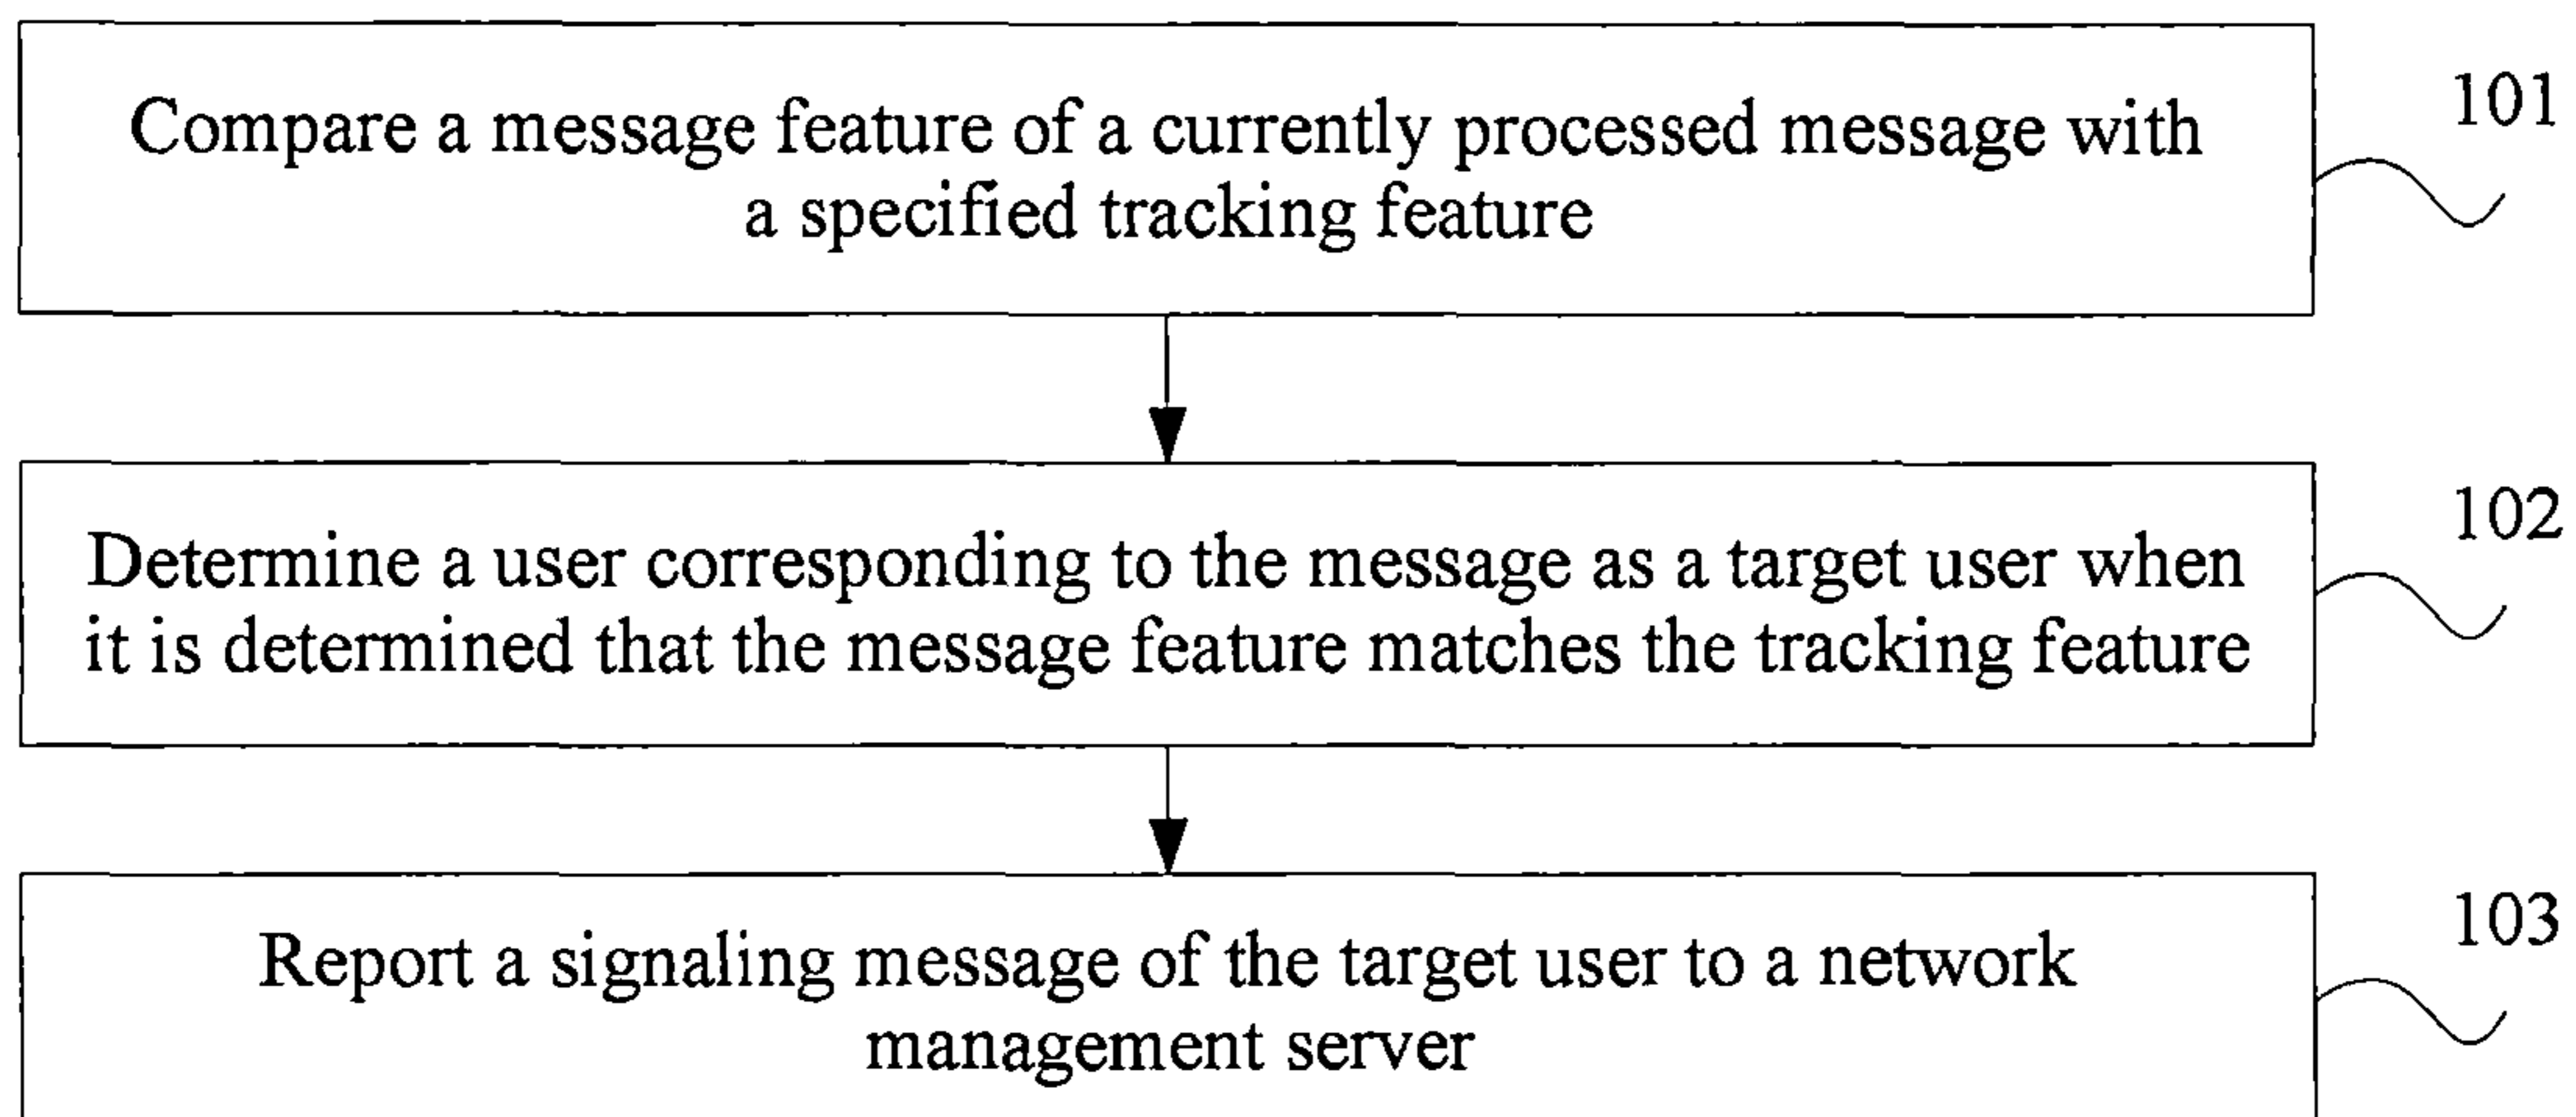 Compare a message feature of a currently processed message with
a specified tracking feature
101
Determine a user corresponding to the message as a target user when
it is determined that the message feature matches the tracking feature
102
Report a signaling message of the target user to a network
management server
103